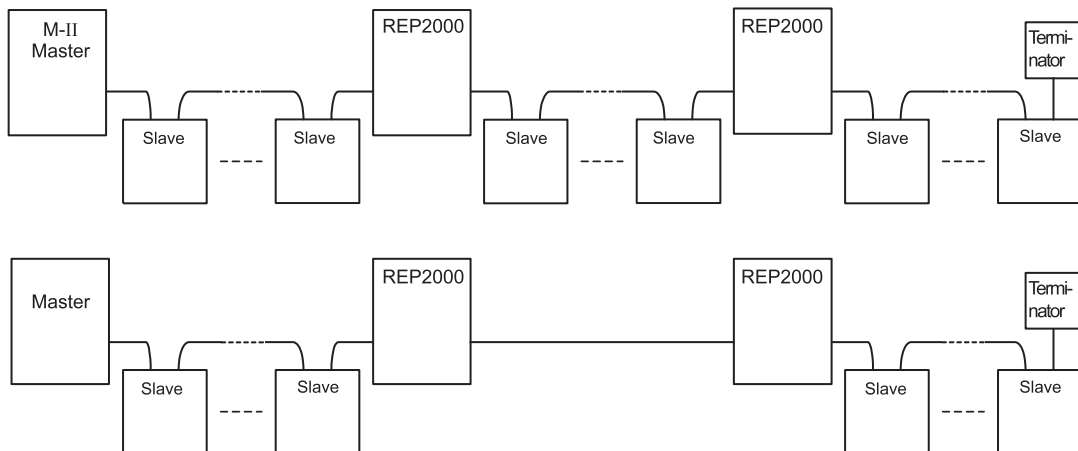 M-II
Master
REP2000
REP2000
Termi-
nator
Slave
Slave
Slave
Slave
Slave
Slave
Master
REP2000
REP2000
Termi-
nator
Slave
Slave
Slave
Slave